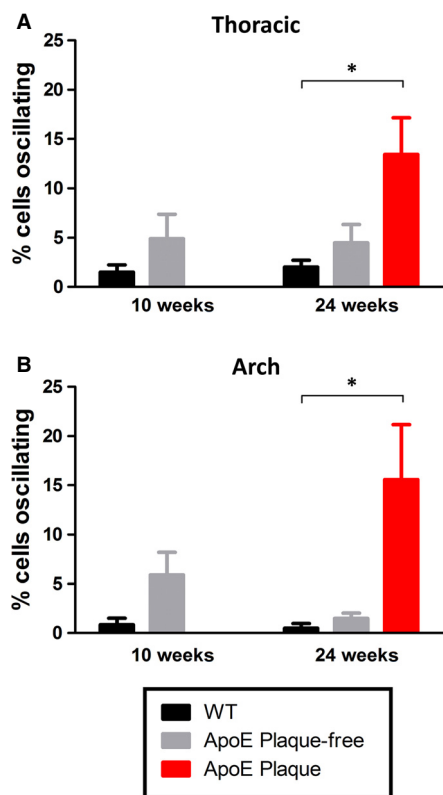 A
Thoracic
% cells oscillating
25
20
15
10
5
0
*
10 weeks
24 weeks
B
Arch
% cells oscillating
25
20
15
10
5
0
*
10 weeks
24 weeks
WT
ApoE Plaque-free
ApoE Plaque